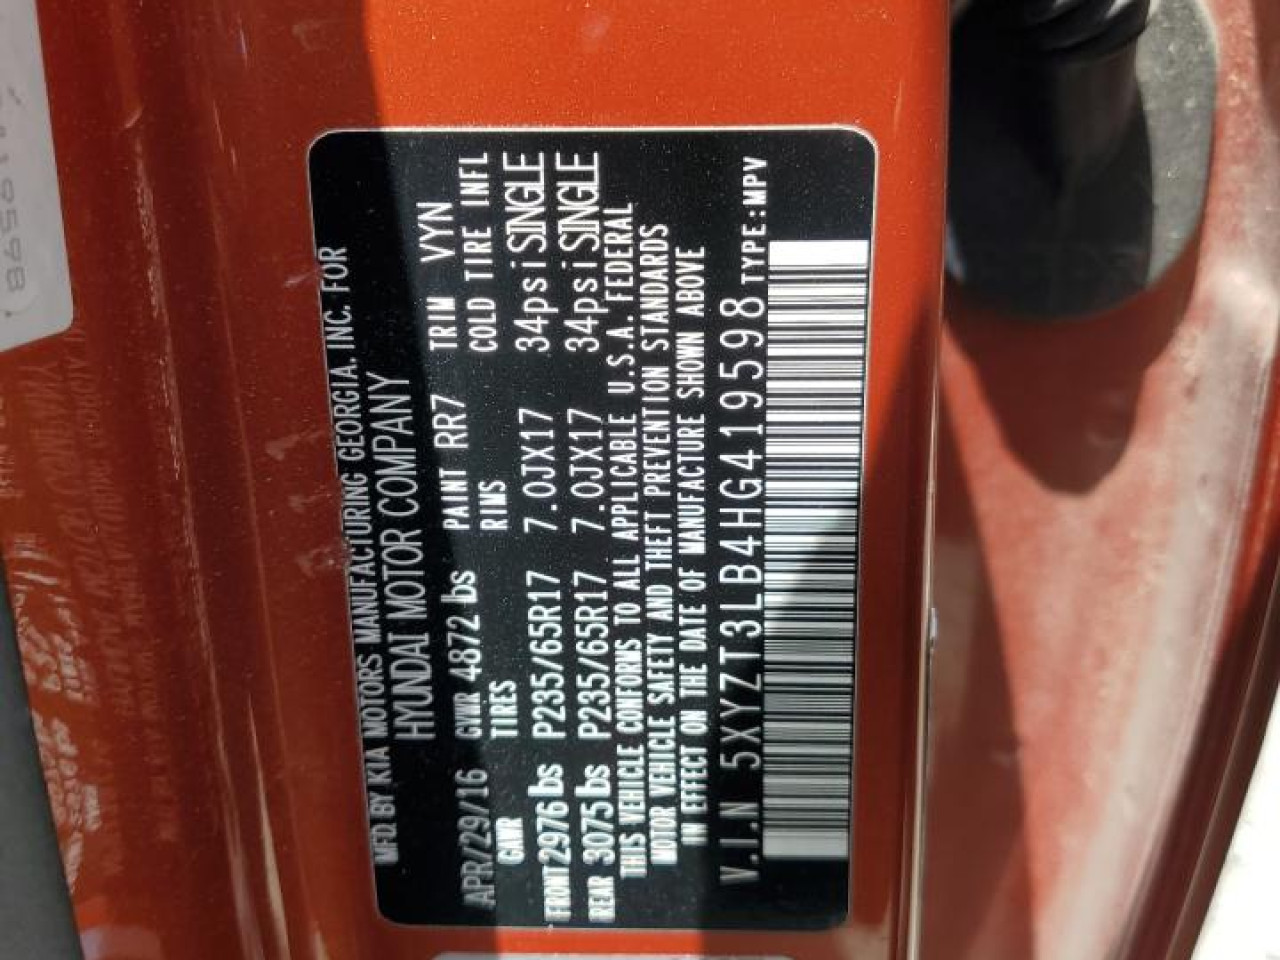 MFD. BY KIA MOTORS MANUFACTURING GEORGIA. INC. FOR
HYUNDAI MOTOR COMPANY
APR/29/16 GVWR 4872 lbs PAINT RR7 TRIM VYN
GAWR TIRES RIMS COLD TIRE INFL
FRONT 2976 lbs P235/65R17 7.0JX17 34psi SINGLE
REAR 3075 lbs P235/65R17 7.0JX17 34psi SINGLE
THIS VEHICLE CONFORMS TO ALL APPLICABLE U.S.A. FEDERAL
MOTOR VEHICLE SAFETY AND THEFT PREVENTION STANDARDS
IN EFFECT ON THE DATE OF MANUFACTURE SHOWN ABOVE
V.I.N 5XYZT3LB4HG419598 TYPE:MPV